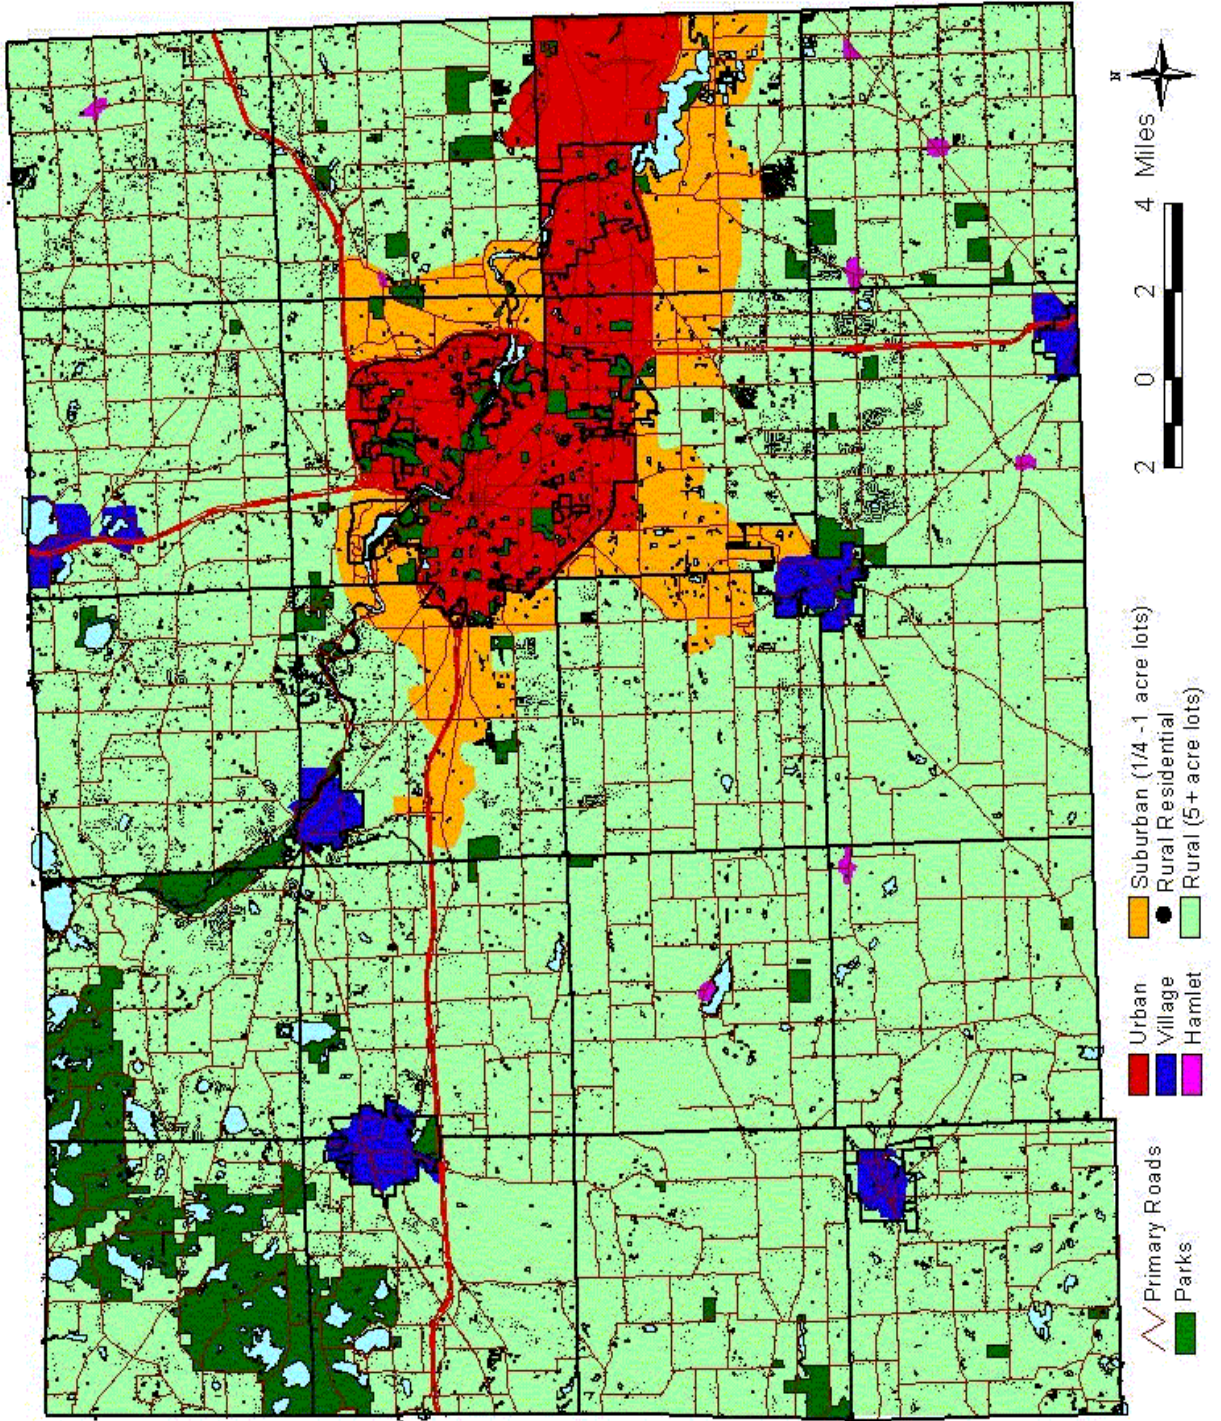 N
2 0 2 4 Miles
Primary Roads
Parks
Urban
Village
Hamlet
Suburban (1/4 -1 acre lots)
Rural Residential
Rural (5+ acre lots)